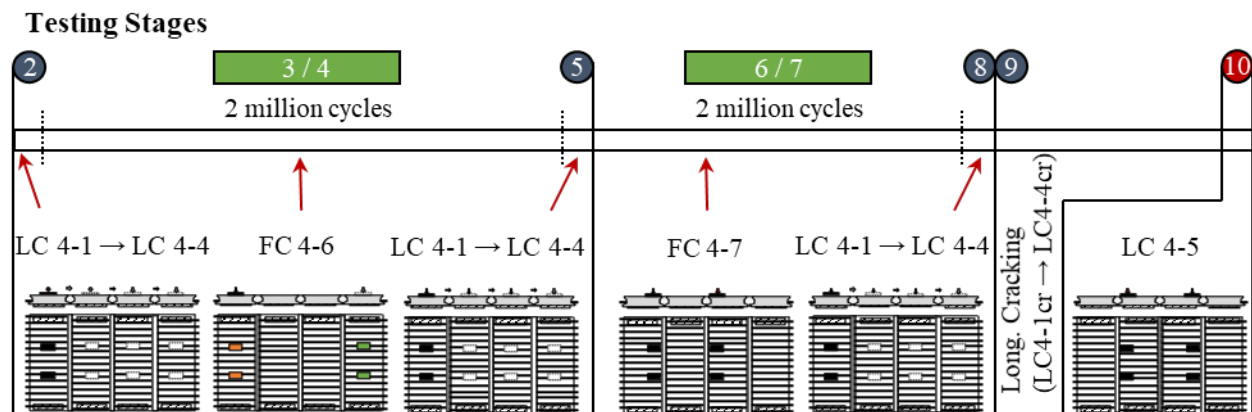 Testing Stages
2
3 / 4
5
6 / 7
8
9
10
2 million cycles
2 million cycles
LC 4-1 → LC 4-4
FC 4-6
LC 4-1 → LC 4-4
FC 4-7
LC 4-1 → LC 4-4
Long. Cracking
(LC4-1cr → LC4-4cr)
LC 4-5